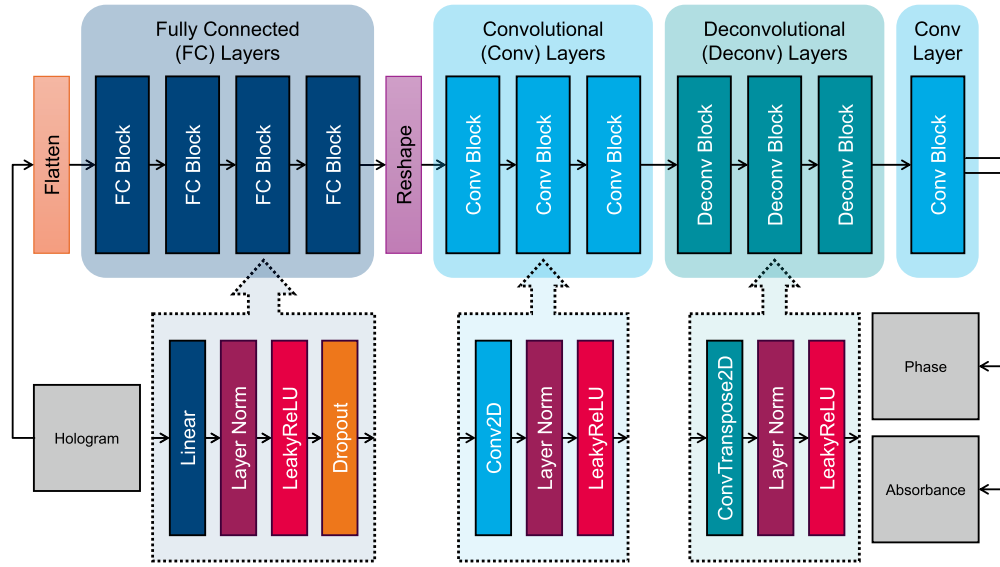 Fully Connected
(FC) Layers
Convolutional
(Conv) Layers
Deconvolutional
(Deconv) Layers
Conv
Layer
Flatten
FC Block
FC Block
FC Block
FC Block
Reshape
Conv Block
Conv Block
Conv Block
Deconv Block
Deconv Block
Deconv Block
Conv Block
Hologram
Linear
Layer Norm
LeakyReLU
Dropout
Conv2D
Layer Norm
LeakyReLU
ConvTranspose2D
Layer Norm
LeakyReLU
Phase
Absorbance